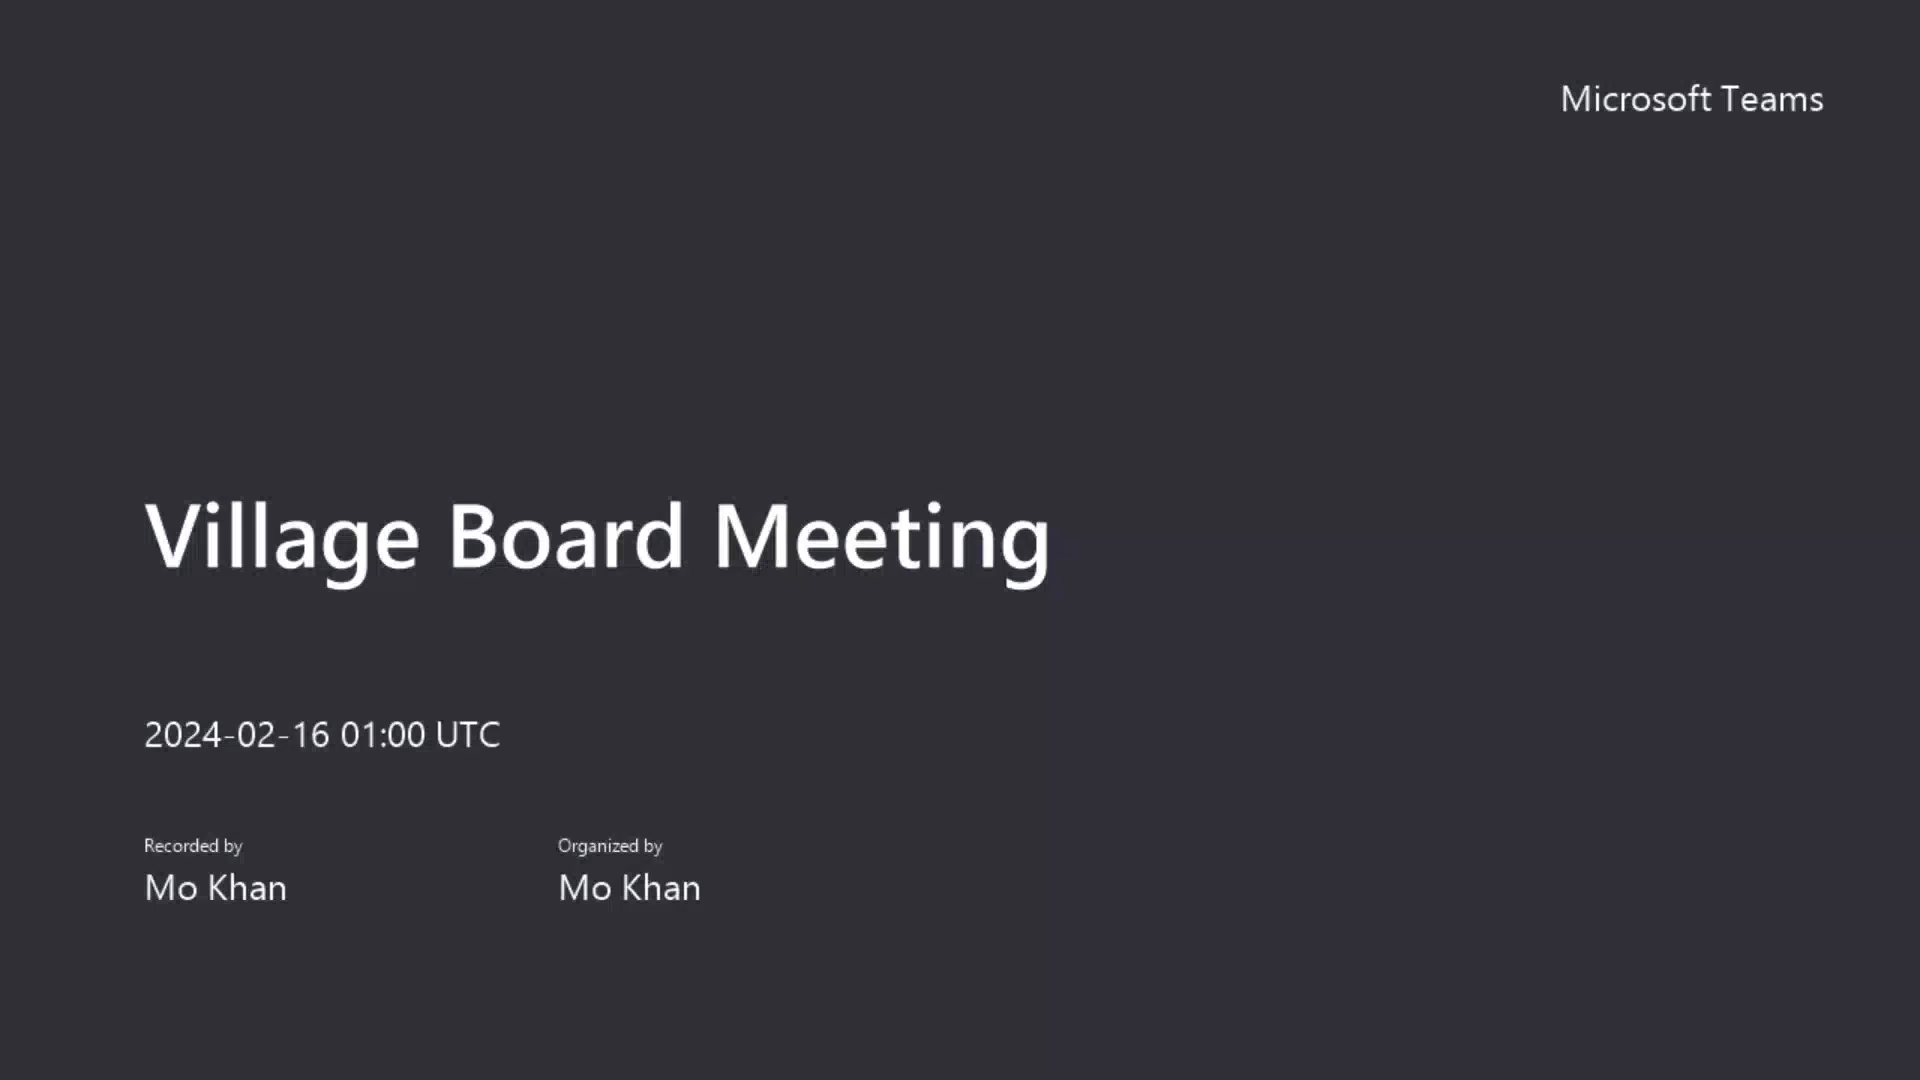 Microsoft Teams
Village Board Meeting
2024-02-16 01:00 UTC
Recorded by
Mo Khan
Organized by
Mo Khan